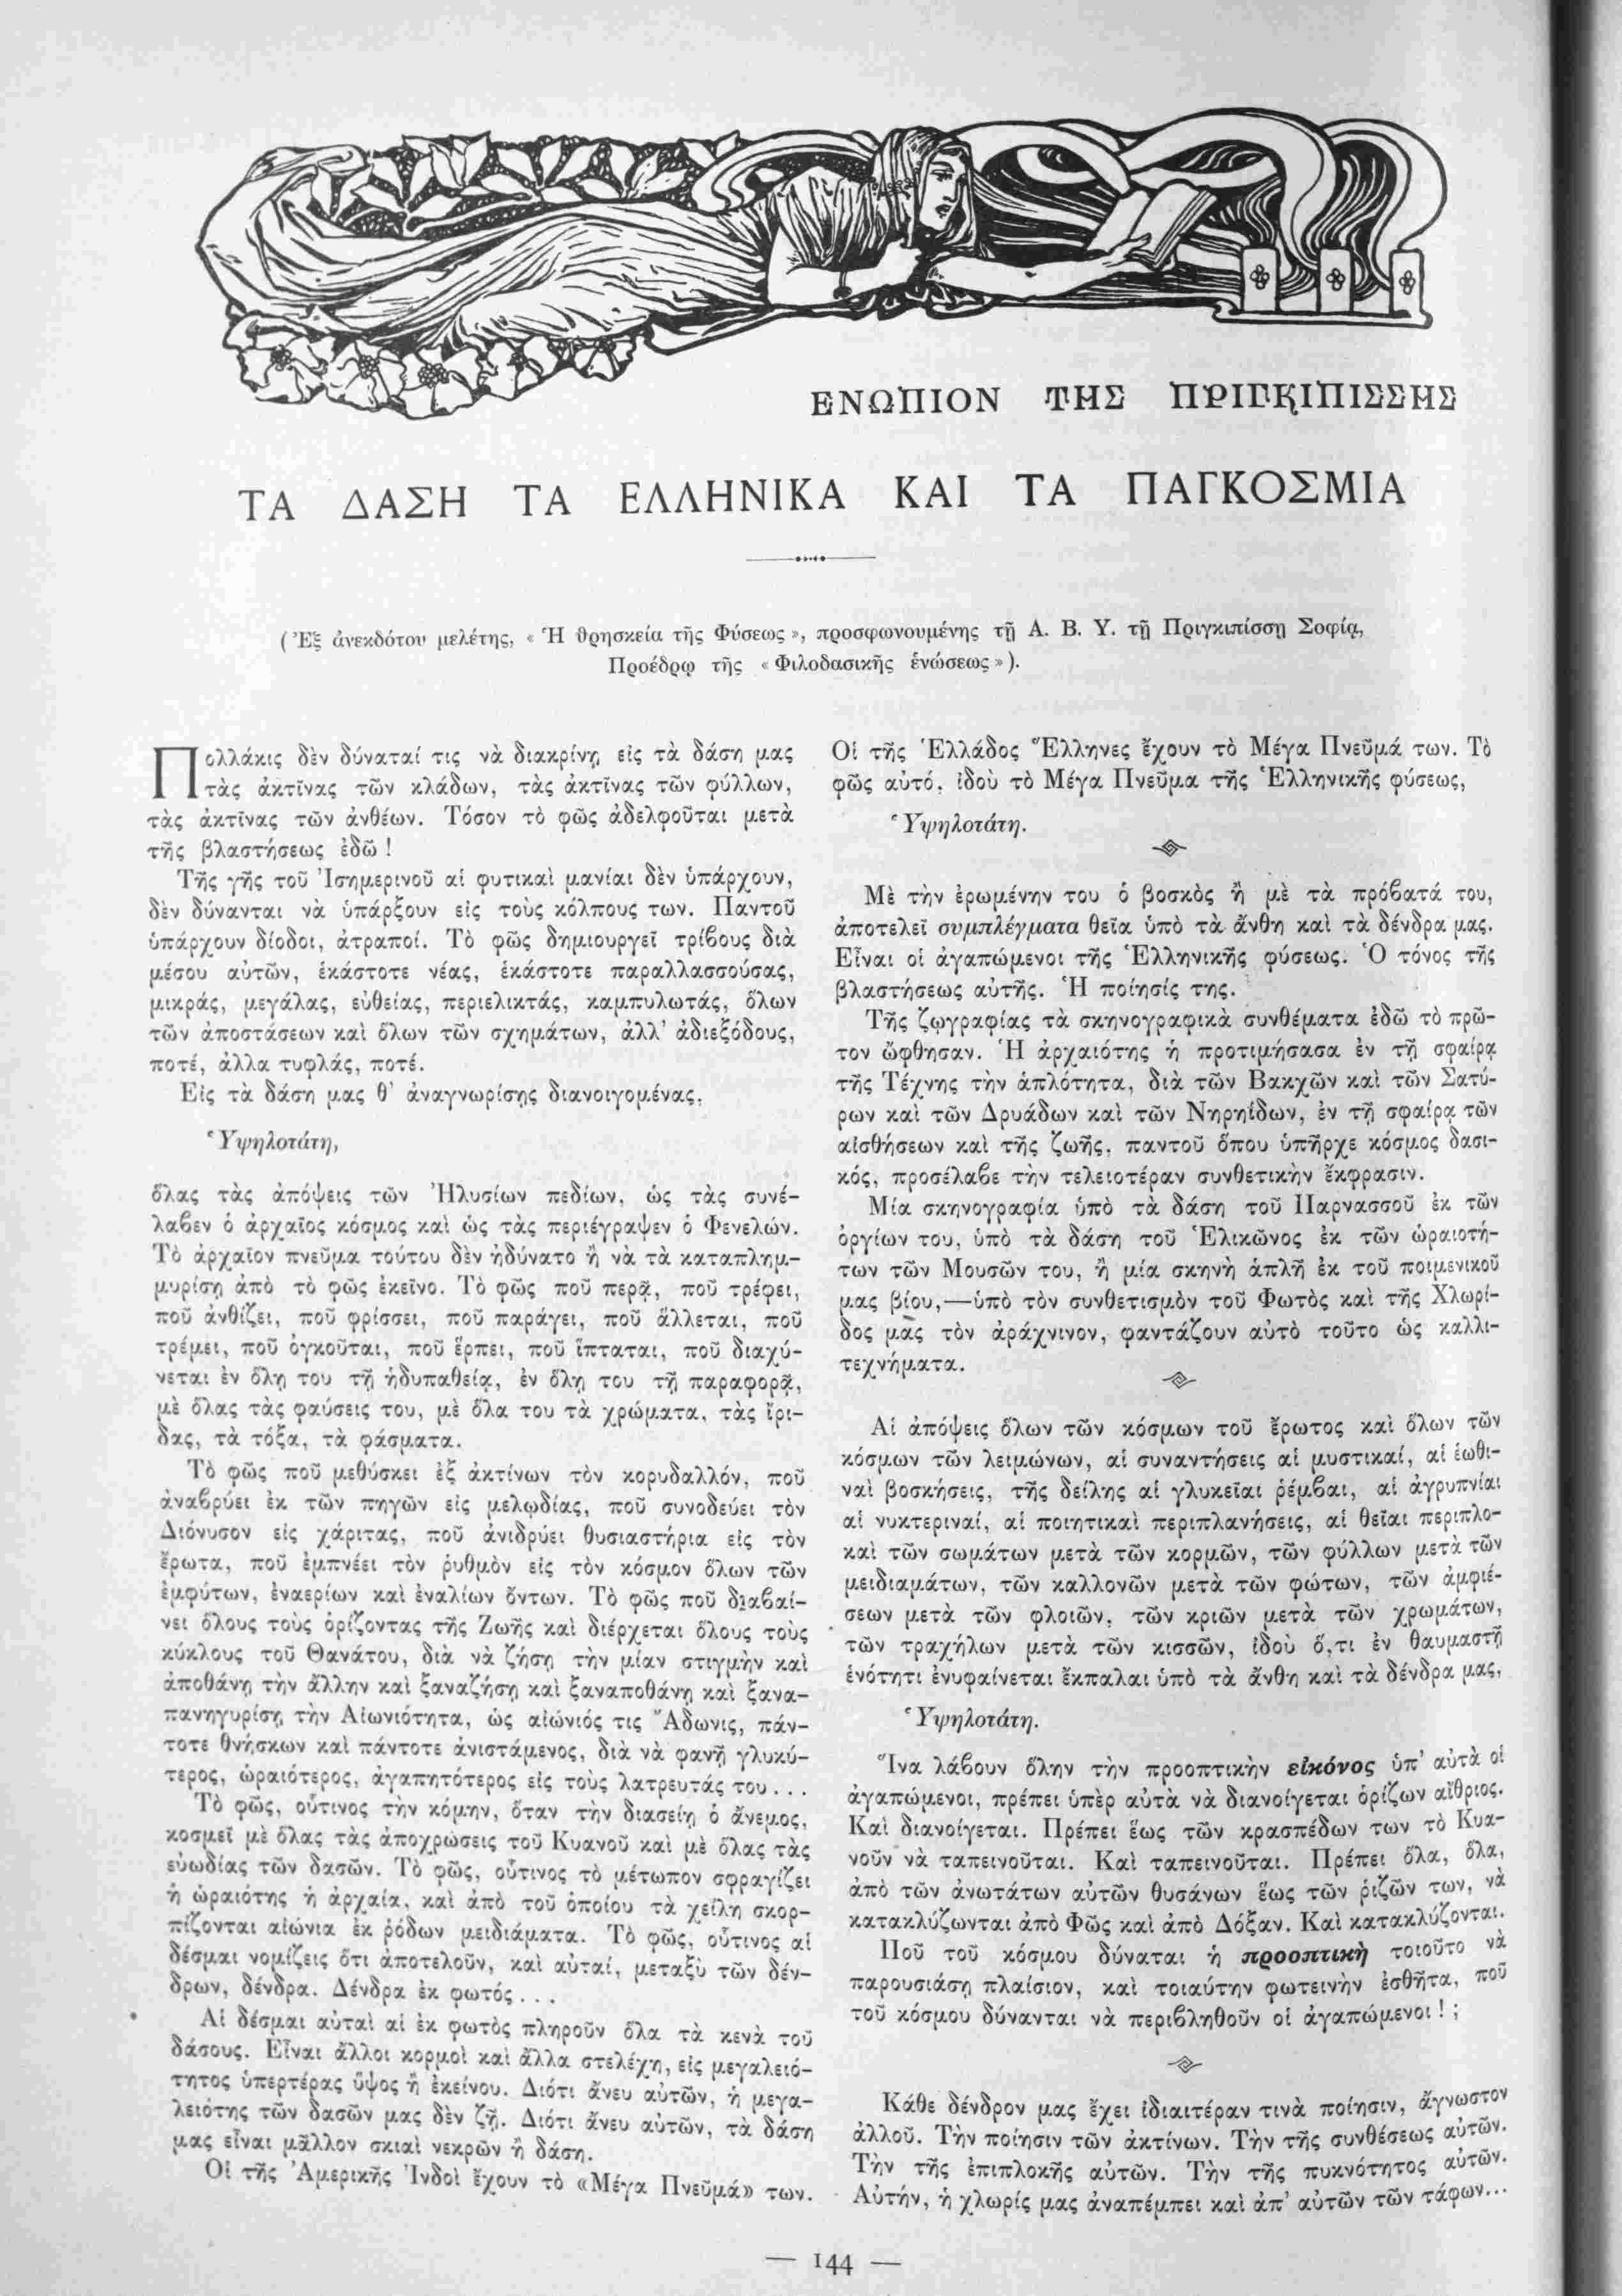 ΕΝΩΠΙΟΝ ΤΗΣ ΠΡΙΓΚΙΠΙΣΣΗΣ
ΤΑ ΔΑΣΗ ΤΑ ΕΛΛΗΝΙΚΑ ΚΑΙ ΤΑ ΠΑΓΚΟΣΜΙΑ
(Ἐξ ἀνεκδότου μελέτης, « Ἡ θρησκεία τῆς Φύσεως », προσφωνουμένης τῇ Α. Β. Υ. τῇ Πριγκιπίσσῃ Σοφίᾳ,
Προέδρῳ τῆς « Φιλοδασικῆς ἑνώσεως »).
Πολλάκις δὲν δύναταί τις νὰ διακρίνῃ εἰς τὰ δάση μας
τὰς ἀκτῖνας τῶν κλάδων, τὰς ἀκτῖνας τῶν φύλλων,
τὰς ἀκτῖνας τῶν ἀνθέων. Τόσον τὸ φῶς ἀδελφοῦται μετὰ
τῆς βλαστήσεως ἐδῶ !
Τῆς γῆς τοῦ Ἰσημερινοῦ αἱ φυτικαὶ μανίαι δὲν ὑπάρχουν,
δὲν δύνανται νὰ ὑπάρξουν εἰς τοὺς κόλπους των. Παντοῦ
ὑπάρχουν δίοδοι, ἀτραποί. Τὸ φῶς δημιουργεῖ τρίβους διὰ
μέσου αὐτῶν, ἑκάστοτε νέας, ἑκάστοτε παραλλασσούσας,
μικράς, μεγάλας, εὐθείας, περιελικτάς, καμπυλωτάς, ὅλων
τῶν ἀποστάσεων καὶ ὅλων τῶν σχημάτων, ἀλλ' ἀδιεξόδους,
ποτέ, ἀλλα τυφλάς, ποτέ.
Εἰς τὰ δάση μας θ' ἀναγνωρίσῃς διανοιγομένας,
Ὑψηλοτάτη,
ὅλας τὰς ἀπόψεις τῶν Ἠλυσίων πεδίων, ὡς τὰς συνέ-
λαβεν ὁ ἀρχαῖος κόσμος καὶ ὡς τὰς περιέγραψεν ὁ Φενελών.
Τὸ ἀρχαῖον πνεῦμα τούτου δὲν ἠδύνατο ἢ νὰ τὰ καταπλημ-
μυρίσῃ ἀπὸ τὸ φῶς ἐκεῖνο. Τὸ φῶς ποῦ περᾷ, ποῦ τρέφει,
ποῦ ἀνθίζει, ποῦ φρίσσει, ποῦ παράγει, ποῦ ἅλλεται, ποῦ
τρέμει, ποῦ ὀγκοῦται, ποῦ ἕρπει, ποῦ ἵπταται, ποῦ διαχύ-
νεται ἐν ὅλῃ του τῇ ἡδυπαθείᾳ, ἐν ὅλῃ του τῇ παραφορᾷ,
μὲ ὅλας τὰς φαύσεις του, μὲ ὅλα του τὰ χρώματα, τὰς ἴρι-
δας, τὰ τόξα, τὰ φάσματα.
Τὸ φῶς ποῦ μεθύσκει ἐξ ἀκτίνων τὸν κορυδαλλόν, ποῦ
ἀναβρύει ἐκ τῶν πηγῶν εἰς μελῳδίας, ποῦ συνοδεύει τὸν
Διόνυσον εἰς χάριτας, ποῦ ἀνιδρύει θυσιαστήρια εἰς τὸν
ἔρωτα, ποῦ ἐμπνέει τὸν ῥυθμὸν εἰς τὸν κόσμον ὅλων τῶν
ἐμφύτων, ἐναερίων καὶ ἐναλίων ὄντων. Τὸ φῶς ποῦ διαβαί-
νει ὅλους τοὺς ὁρίζοντας τῆς Ζωῆς καὶ διέρχεται ὅλους τοὺς
κύκλους τοῦ Θανάτου, διὰ νὰ ζήσῃ τὴν μίαν στιγμὴν καὶ
ἀποθάνῃ τὴν ἄλλην καὶ ξαναζήσῃ καὶ ξαναποθάνῃ καὶ ξανα-
πανηγυρίσῃ τὴν Αἰωνιότητα, ὡς αἰώνιός τις Ἄδωνις, πάν-
τοτε θνήσκων καὶ πάντοτε ἀνιστάμενος, διὰ νὰ φανῇ γλυκύ-
τερος, ὡραιότερος, ἀγαπητότερος εἰς τοὺς λατρευτάς του...
Τὸ φῶς, οὗτινος τὴν κόμην, ὅταν τὴν διασείῃ ὁ ἄνεμος,
κοσμεῖ μὲ ὅλας τὰς ἀποχρώσεις τοῦ Κυανοῦ καὶ μὲ ὅλας τὰς
εὐωδίας τῶν δασῶν. Τὸ φῶς, οὗτινος τὸ μέτωπον σφραγίζει
ἡ ὡραιότης ἡ ἀρχαία, καὶ ἀπὸ τοῦ ὁποίου τὰ χείλη σκορ-
πίζονται αἰώνια ἐκ ῥόδων μειδιάματα. Τὸ φῶς, οὗτινος αἱ
δέσμαι νομίζεις ὅτι ἀποτελοῦν, καὶ αὐταί, μεταξὺ τῶν δέν-
δρων, δένδρα. Δένδρα ἐκ φωτός...
Αἱ δέσμαι αὐταὶ αἱ ἐκ φωτὸς πληροῦν ὅλα τὰ κενὰ τοῦ
δάσους. Εἶναι ἄλλοι κορμοὶ καὶ ἄλλα στελέχη, εἰς μεγαλειό-
τητος ὑπερτέρας ὕψος ἢ ἐκείνου. Διότι ἄνευ αὐτῶν, ἡ μεγα-
λειότης τῶν δασῶν μας δὲν ζῇ. Διότι ἄνευ αὐτῶν, τὰ δάση
μας εἶναι μᾶλλον σκιαὶ νεκρῶν ἢ δάση.
Οἱ τῆς Ἀμερικῆς Ἰνδοὶ ἔχουν τὸ «Μέγα Πνεῦμά» των.
Οἱ τῆς Ἑλλάδος Ἕλληνες ἔχουν τὸ Μέγα Πνεῦμά των. Τὸ
φῶς αὐτό, ἰδοὺ τὸ Μέγα Πνεῦμα τῆς Ἑλληνικῆς φύσεως,
Ὑψηλοτάτη.
Μὲ τὴν ἐρωμένην του ὁ βοσκὸς ἢ μὲ τὰ πρόβατά του,
ἀποτελεῖ συμπλέγματα θεῖα ὑπὸ τὰ ἄνθη καὶ τὰ δένδρα μας.
Εἶναι οἱ ἀγαπώμενοι τῆς Ἑλληνικῆς φύσεως. Ὁ τόνος τῆς
βλαστήσεως αὐτῆς. Ἡ ποίησίς της.
Τῆς ζῳγραφίας τὰ σκηνογραφικὰ συνθέματα ἐδῶ τὸ πρῶ-
τον ὤφθησαν. Ἡ ἀρχαιότης ἡ προτιμήσασα ἐν τῇ σφαίρᾳ
τῆς Τέχνης τὴν ἁπλότητα, διὰ τῶν Βακχῶν καὶ τῶν Σατύ-
ρων καὶ τῶν Δρυάδων καὶ τῶν Νηρηΐδων, ἐν τῇ σφαίρᾳ τῶν
αἰσθήσεων καὶ τῆς ζωῆς, παντοῦ ὅπου ὑπῆρχε κόσμος δασι-
κός, προσέλαβε τὴν τελειοτέραν συνθετικὴν ἔκφρασιν.
Μία σκηνογραφία ὑπὸ τὰ δάση τοῦ Παρνασσοῦ ἐκ τῶν
ὀργίων του, ὑπὸ τὰ δάση τοῦ Ἑλικῶνος ἐκ τῶν ὡραιοτή-
των τῶν Μουσῶν του, ἢ μία σκηνὴ ἁπλῆ ἐκ τοῦ ποιμενικοῦ
μας βίου,—ὑπὸ τὸν συνθετισμὸν τοῦ Φωτὸς καὶ τῆς Χλωρί-
δος μας τὸν ἀράχνινον, φαντάζουν αὐτὸ τοῦτο ὡς καλλι-
τεχνήματα.
Αἱ ἀπόψεις ὅλων τῶν κόσμων τοῦ ἔρωτος καὶ ὅλων τῶν
κόσμων τῶν λειμώνων, αἱ συναντήσεις αἱ μυστικαί, αἱ ἑωθι-
ναὶ βοσκήσεις, τῆς δείλης αἱ γλυκεῖαι ῥέμβαι, αἱ ἀγρυπνίαι
αἱ νυκτεριναί, αἱ ποιητικαὶ περιπλανήσεις, αἱ θεῖαι περιπλο-
καὶ τῶν σωμάτων μετὰ τῶν κορμῶν, τῶν φύλλων μετὰ τῶν
μειδιαμάτων, τῶν καλλονῶν μετὰ τῶν φώτων, τῶν ἀμφιέ-
σεων μετὰ τῶν φλοιῶν, τῶν κριῶν μετὰ τῶν χρωμάτων,
τῶν τραχήλων μετὰ τῶν κισσῶν, ἰδοὺ ὅ,τι ἐν θαυμαστῇ
ἑνότητι ἐνυφαίνεται ἔκπαλαι ὑπὸ τὰ ἄνθη καὶ τὰ δένδρα μας,
Ὑψηλοτάτη.
Ἵνα λάβουν ὅλην τὴν προοπτικὴν εἰκόνος ὑπ' αὐτὰ οἱ
ἀγαπώμενοι, πρέπει ὑπὲρ αὐτὰ νὰ διανοίγεται ὁρίζων αἴθριος.
Καὶ διανοίγεται. Πρέπει ἕως τῶν κρασπέδων των τὸ Κυα-
νοῦν νὰ ταπεινοῦται. Καὶ ταπεινοῦται. Πρέπει ὅλα, ὅλα,
ἀπὸ τῶν ἀνωτάτων αὐτῶν θυσάνων ἕως τῶν ῥιζῶν των, νὰ
κατακλύζωνται ἀπὸ Φῶς καὶ ἀπὸ Δόξαν. Καὶ κατακλύζονται.
Ποῦ τοῦ κόσμου δύναται ἡ προοπτικὴ τοιοῦτο νὰ
παρουσιάσῃ πλαίσιον, καὶ τοιαύτην φωτεινὴν ἐσθῆτα, ποῦ
τοῦ κόσμου δύνανται νὰ περιβληθοῦν οἱ ἀγαπώμενοι ! ;
Κάθε δένδρον μας ἔχει ἰδιαιτέραν τινὰ ποίησιν, ἄγνωστον
ἀλλοῦ. Τὴν ποίησιν τῶν ἀκτίνων. Τὴν τῆς συνθέσεως αὐτῶν.
Τὴν τῆς ἐπιπλοκῆς αὐτῶν. Τὴν τῆς πυκνότητος αὐτῶν.
Αὐτήν, ἡ χλωρίς μας ἀναπέμπει καὶ ἀπ' αὐτῶν τῶν τάφων...
— 144 —